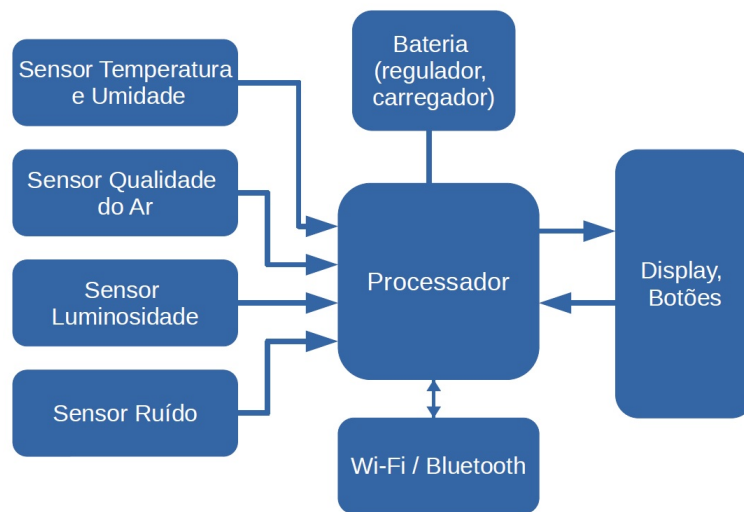 Sensor Temperatura
e Umidade
Bateria
(regulador,
carregador)
Sensor Qualidade
do Ar
Processador
Display,
Botões
Sensor
Luminosidade
Sensor Ruído
Wi-Fi / Bluetooth